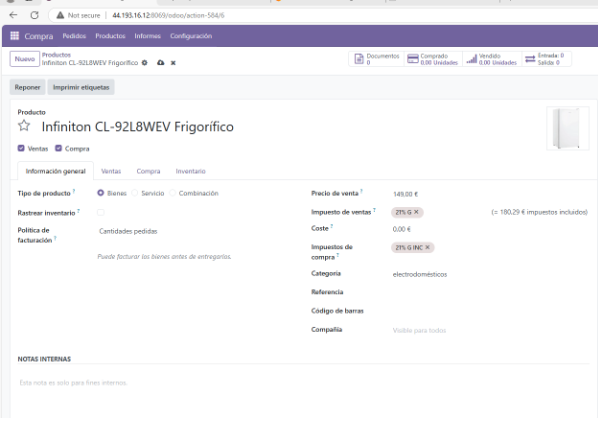 Not secure 44.193.16.12:8069/odoo/action-584/6
Compra Pedidos Productos Informes Configuración
Nuevo Productos
Infiniton CL-92L8WEV Frigorífico
Documentos 0
Comprado 0,00 Unidades
Vendido 0,00 Unidades
Entrada: 0
Salida: 0
Reponer Imprimir etiquetas
Producto
Infiniton CL-92L8WEV Frigorífico
Ventas Compra
Información general Ventas Compra Inventario
Tipo de producto ? Bienes Servicio Combinación
Rastrear inventario ?
Política de facturación ? Cantidades pedidas
Puede facturar los bienes antes de entregarlos.
Precio de venta ? 149,00 €
Impuesto de ventas ? 21% G × (= 180,29 € impuestos incluidos)
Coste ? 0,00 €
Impuestos de compra ? 21% G INC ×
Categoría electrodomésticos
Referencia
Código de barras
Compañía Visible para todos
NOTAS INTERNAS
Esta nota es solo para fines internos.